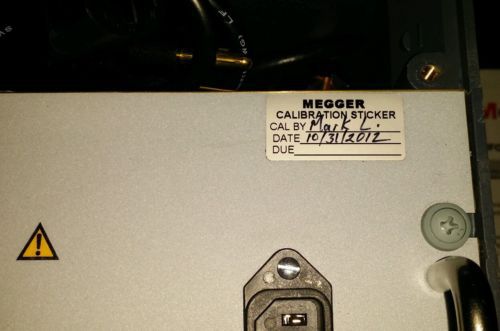 MEGGER
CALIBRATION STICKER
CAL BY Mark L.
DATE 10/31/2012
DUE